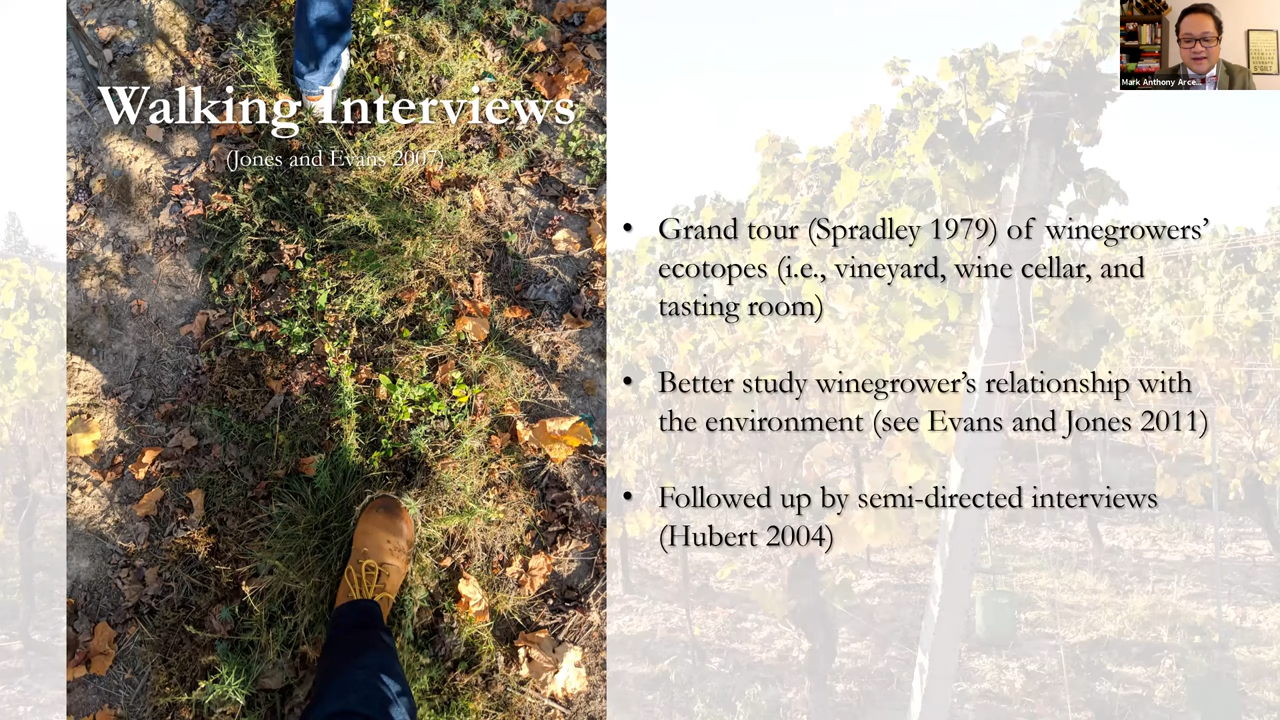 Walking Interviews
(Jones and Evans 2007)
• Grand tour (Spradley 1979) of winegrowers’
ecotopes (i.e., vineyard, wine cellar, and
tasting room)
• Better study winegrower’s relationship with
the environment (see Evans and Jones 2011)
• Followed up by semi-directed interviews
(Hubert 2004)
Mark Anthony Arce...